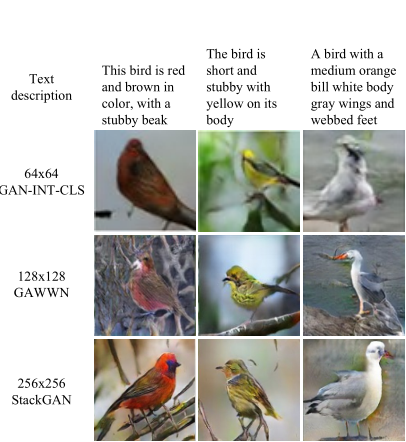 Text
description
This bird is red
and brown in
color, with a
stubby beak
The bird is
short and
stubby with
yellow on its
body
A bird with a
medium orange
bill white body
gray wings and
webbed feet
64x64
GAN-INT-CLS
128x128
GAWWN
256x256
StackGAN